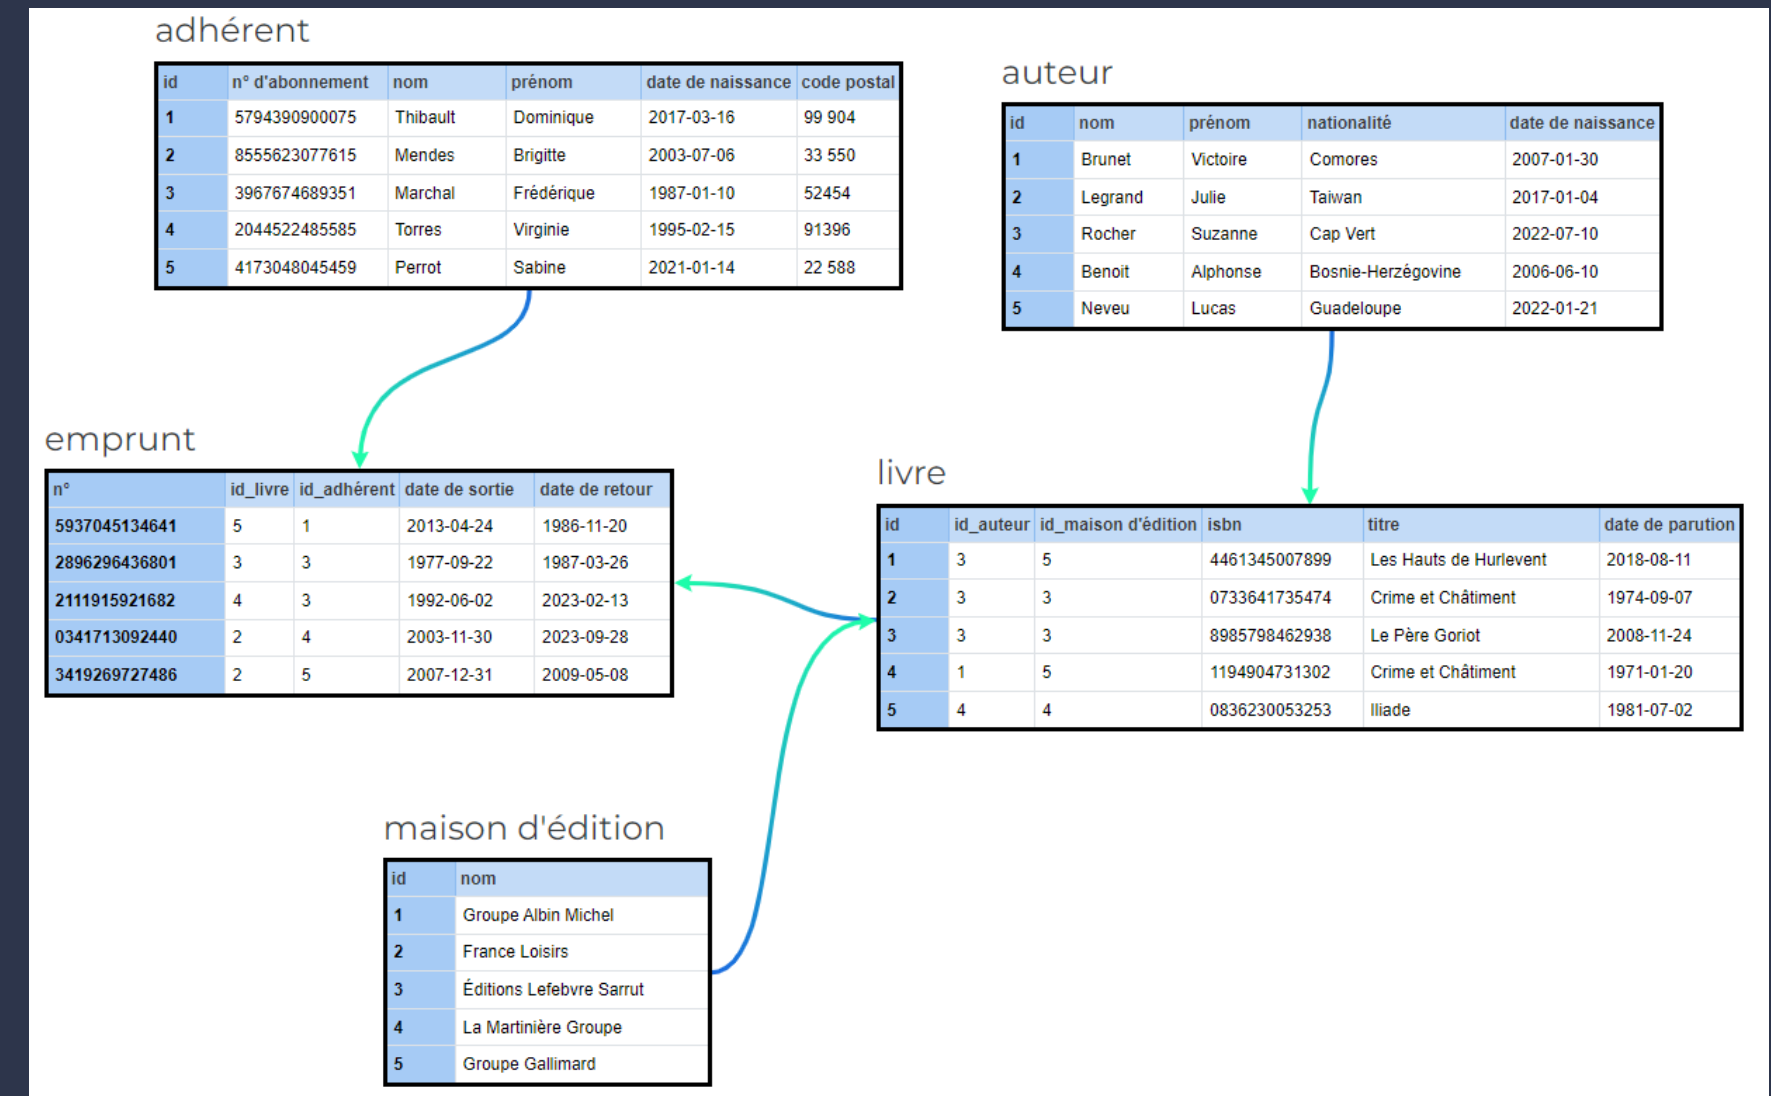 adhérent
id n° d'abonnement nom prénom date de naissance code postal
1 5794390900075 Thibault Dominique 2017-03-16 99 904
2 8555623077615 Mendes Brigitte 2003-07-06 33 550
3 3967674689351 Marchal Frédérique 1987-01-10 52454
4 2044522485585 Torres Virginie 1995-02-15 91396
5 4173048045459 Perrot Sabine 2021-01-14 22 588
auteur
id nom prénom nationalité date de naissance
1 Brunet Victoire Comores 2007-01-30
2 Legrand Julie Taiwan 2017-01-04
3 Rocher Suzanne Cap Vert 2022-07-10
4 Benoit Alphonse Bosnie-Herzégovine 2006-06-10
5 Neveu Lucas Guadeloupe 2022-01-21
emprunt
n° id_livre id_adhérent date de sortie date de retour
5937045134641 5 1 2013-04-24 1986-11-20
2896296436801 3 3 1977-09-22 1987-03-26
2111915921682 4 3 1992-06-02 2023-02-13
0341713092440 2 4 2003-11-30 2023-09-28
3419269727486 2 5 2007-12-31 2009-05-08
livre
id id_auteur id_maison d'édition isbn titre date de parution
1 3 5 4461345007899 Les Hauts de Hurlevent 2018-08-11
2 3 3 0733641735474 Crime et Châtiment 1974-09-07
3 3 3 8985798462938 Le Père Goriot 2008-11-24
4 1 5 1194904731302 Crime et Châtiment 1971-01-20
5 4 4 0836230053253 Iliade 1981-07-02
maison d'édition
id nom
1 Groupe Albin Michel
2 France Loisirs
3 Éditions Lefebvre Sarrut
4 La Martinière Groupe
5 Groupe Gallimard